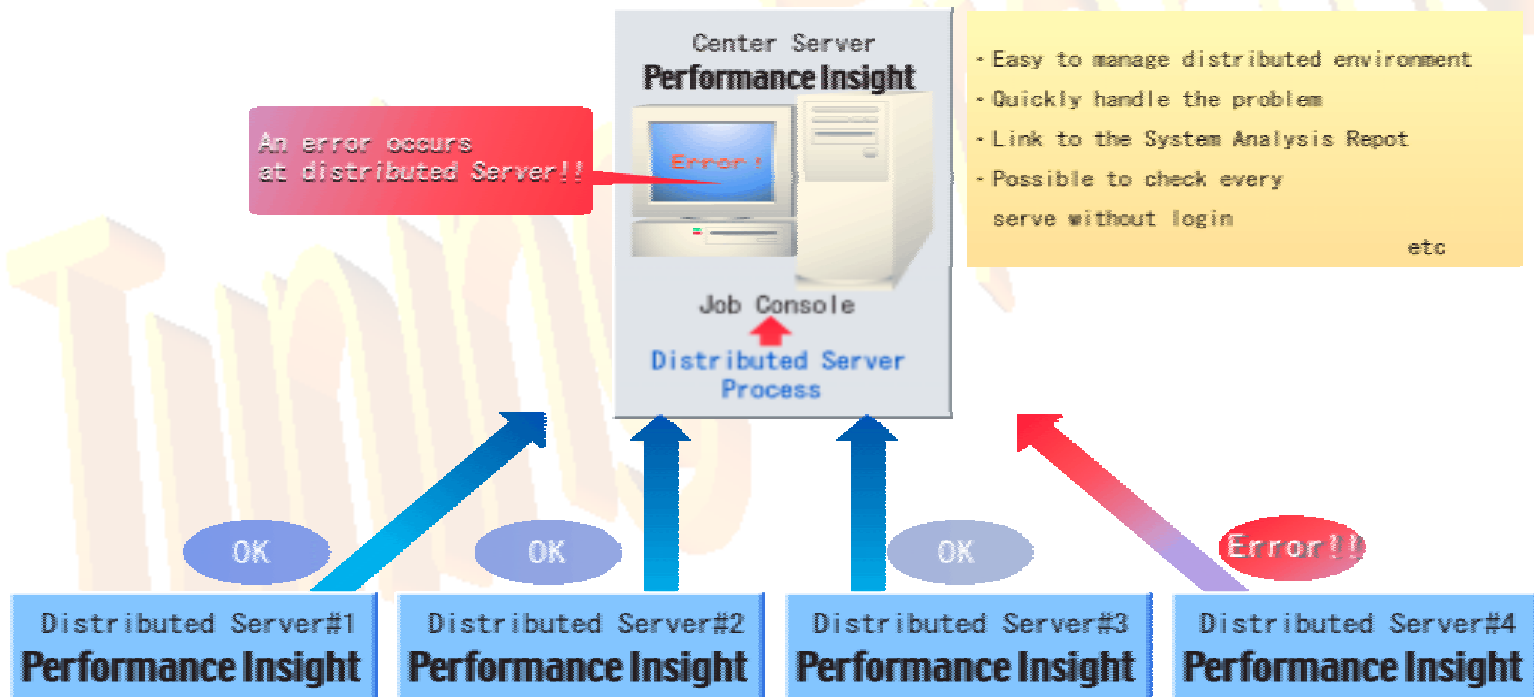 Center Server
Performance Insight
An error occurs
at distributed Server!!
Error!
Job Console
Distributed Server
Process
・Easy to manage distributed environment
・Quickly handle the problem
・Link to the System Analysis Repot
・Possible to check every
serve without login
etc
OK
OK
OK
Error!!
Distributed Server#1
Performance Insight
Distributed Server#2
Performance Insight
Distributed Server#3
Performance Insight
Distributed Server#4
Performance Insight